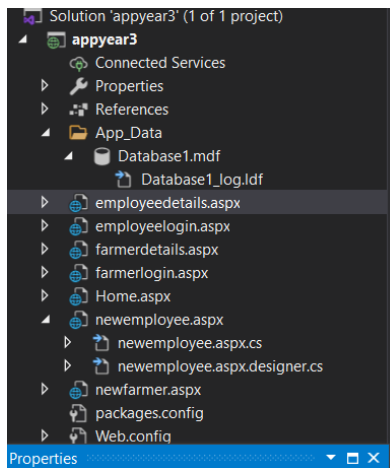 Solution 'appyear3' (1 of 1 project)
appyear3
Connected Services
Properties
References
App_Data
Database1.mdf
Database1_log.ldf
employeedetails.aspx
employeelogin.aspx
farmerdetails.aspx
farmerlogin.aspx
Home.aspx
newemployee.aspx
newemployee.aspx.cs
newemployee.aspx.designer.cs
newfarmer.aspx
packages.config
Web.config
Properties